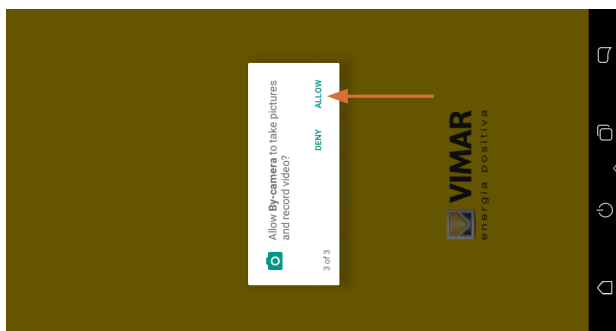 Allow By-camera to take pictures
and record video?
3 of 3
DENY
ALLOW
VIMAR
energia positiva